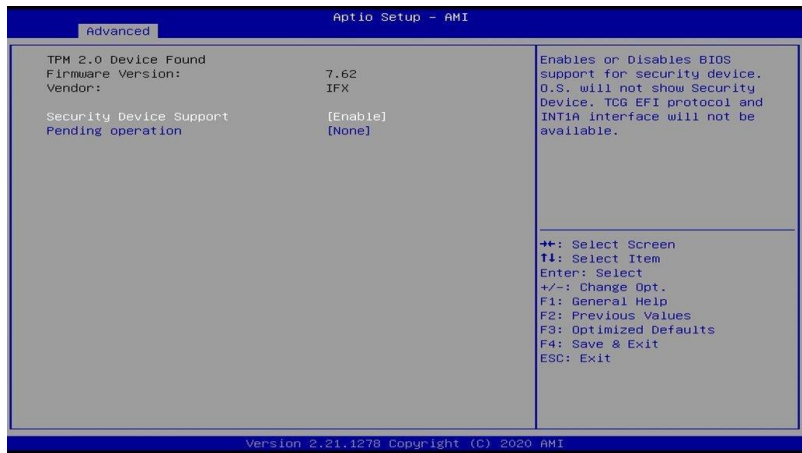 Aptio Setup – AMI
Advanced
TPM 2.0 Device Found
Firmware Version: 7.62
Vendor: IFX
Security Device Support [Enable]
Pending operation [None]
Enables or Disables BIOS
support for security device.
O.S. will not show Security
Device. TCG EFI protocol and
INT1A interface will not be
available.
→←: Select Screen
↑↓: Select Item
Enter: Select
+/-: Change Opt.
F1: General Help
F2: Previous Values
F3: Optimized Defaults
F4: Save & Exit
ESC: Exit
Version 2.21.1278 Copyright (C) 2020 AMI